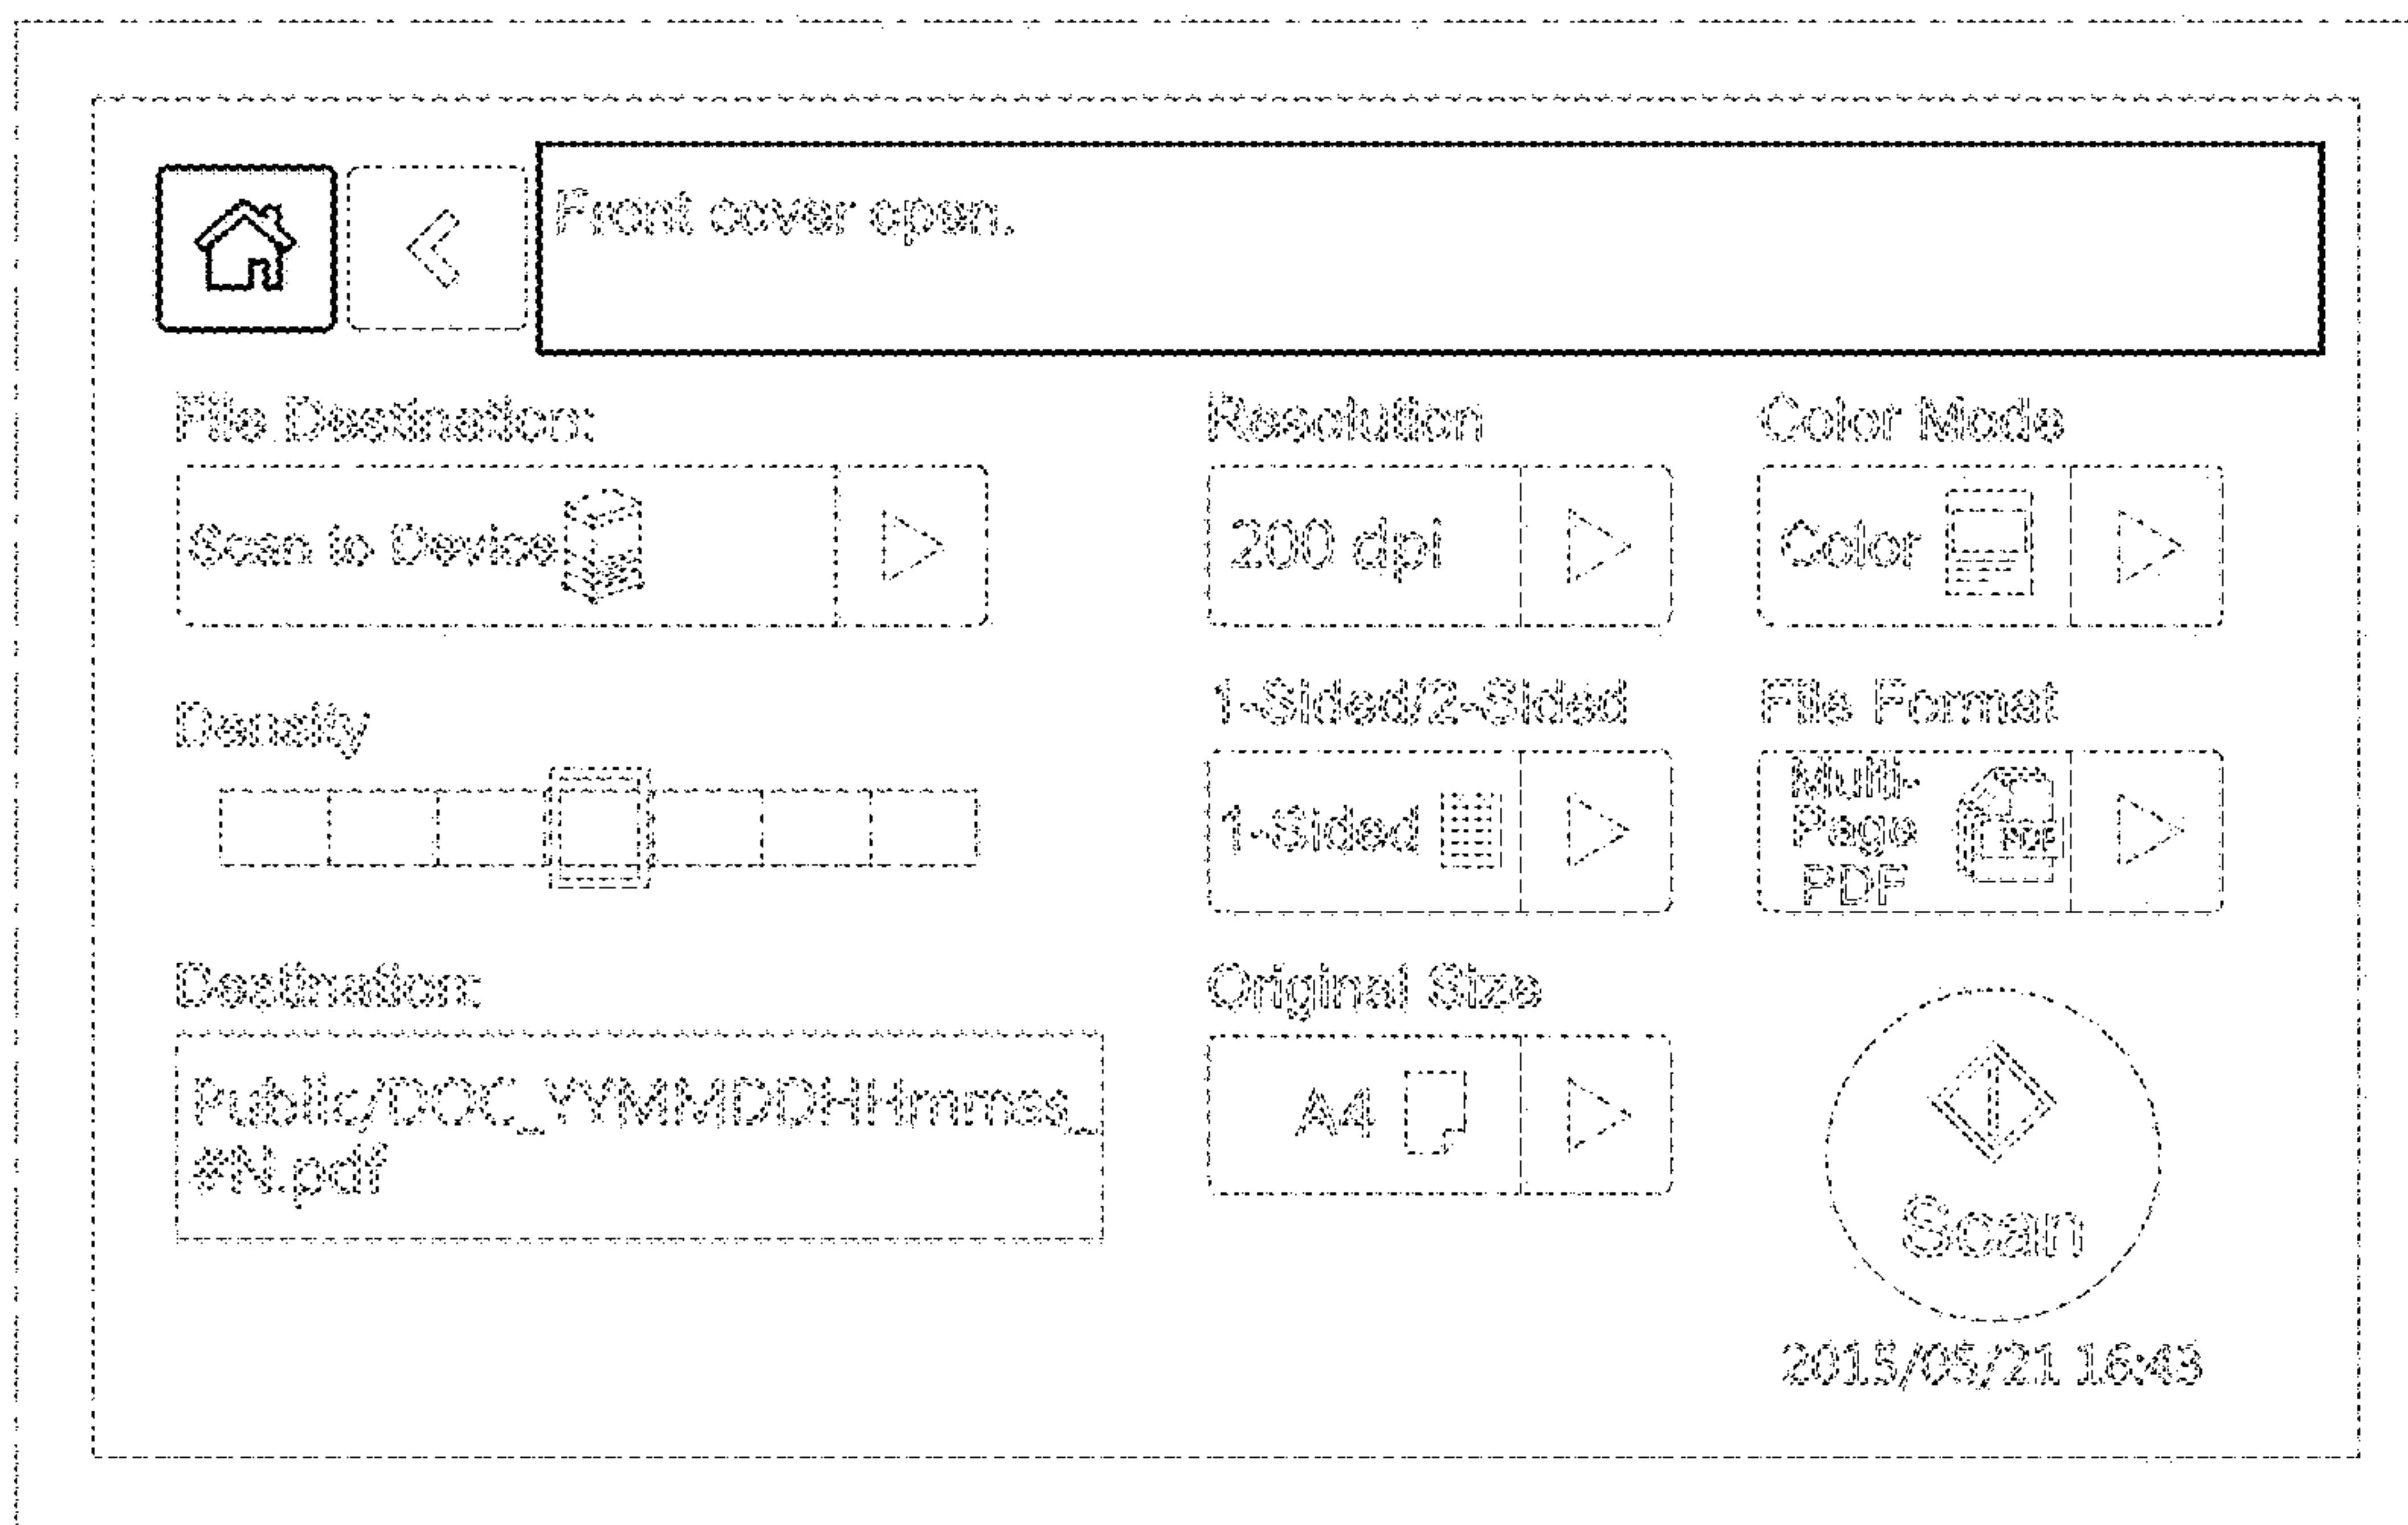 Front cover open.
File Destination:
Scan to Device
Density
Destination:
Public/DOC_YYMMDDHHmmss_
#N.pdf
Resolution
200 dpi
1-Sided/2-Sided
1-Sided
Original Size
A4
Color Mode
Color
File Format
Multi-
Page
PDF
PDF
Scan
2015/05/21 16:43